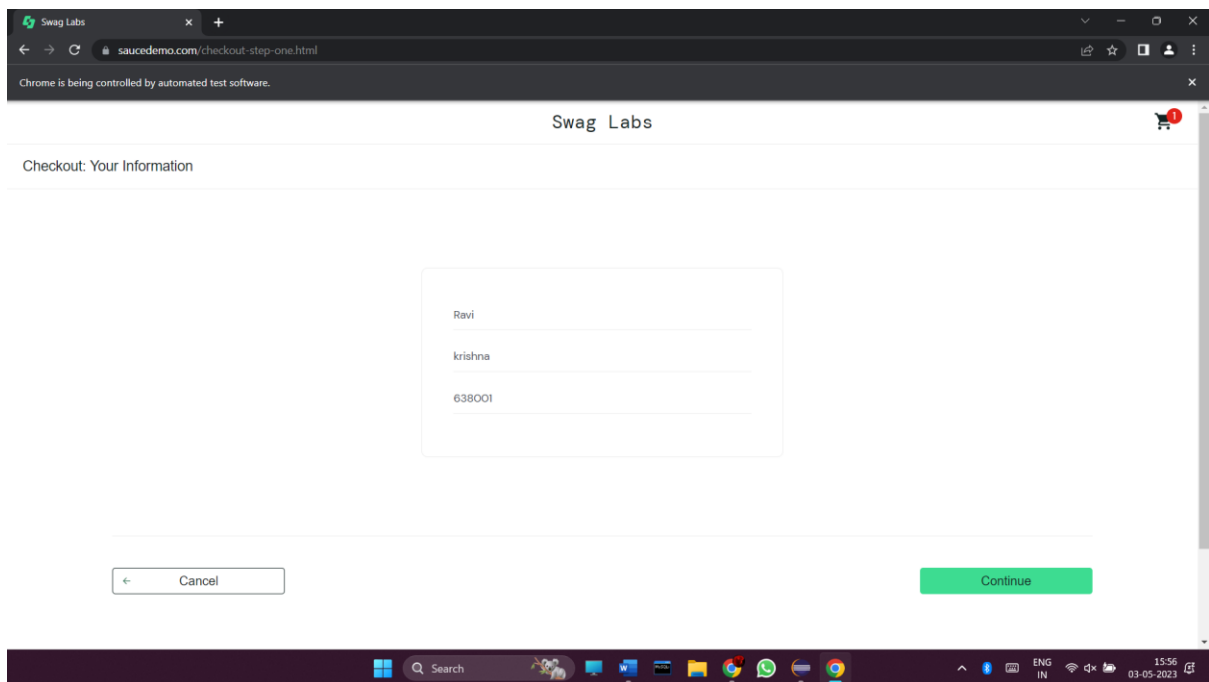 Swag Labs
saucedemo.com/checkout-step-one.html
Chrome is being controlled by automated test software.
Swag Labs
1
Checkout: Your Information
Ravi
krishna
638001
Cancel
Continue
Search
ENG
IN
15:56
03-05-2023